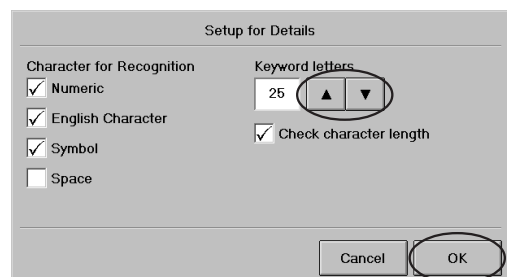 Setup for Details
Character for Recognition
Numeric
English Character
Symbol
Space
Keyword letters
25
Check character length
Cancel
OK